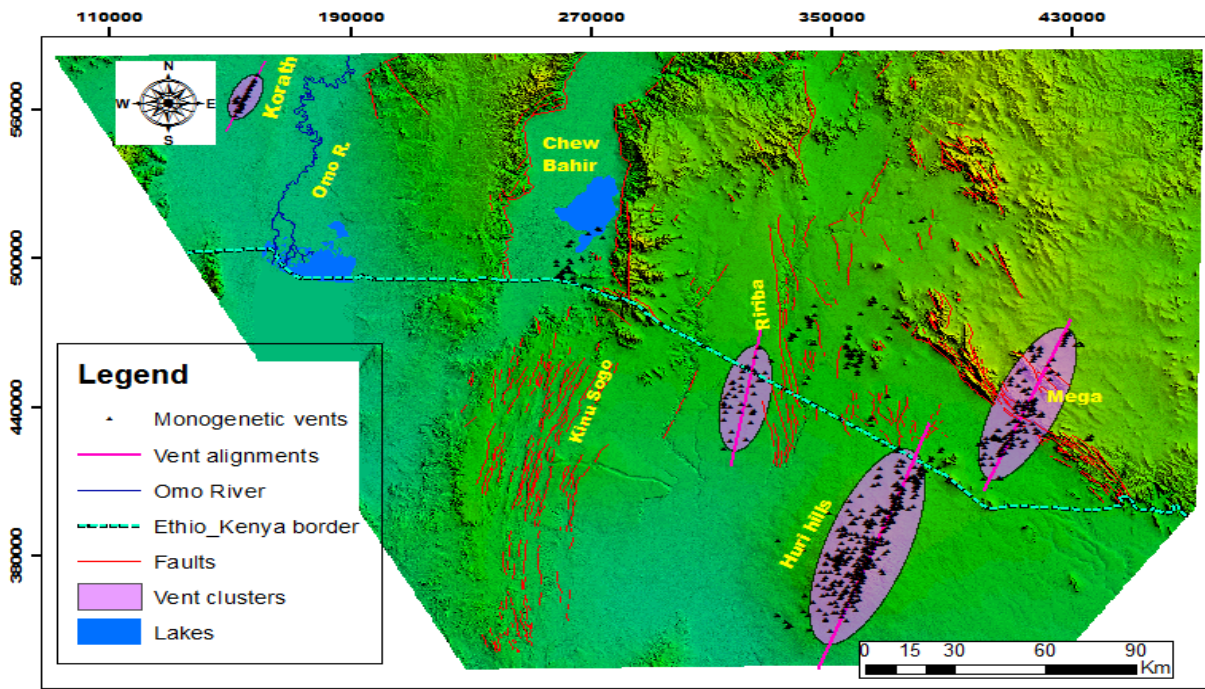 110000 190000 270000 350000 430000
560000
500000
440000
380000
N
W E
S
Korath
Omo R.
Chew
Bahir
Ririba
Kinu Sogo
Mega
Huri hills
Legend
Monogenetic vents
Vent alignments
Omo River
Ethio_Kenya border
Faults
Vent clusters
Lakes
0 15 30 60 90
Km